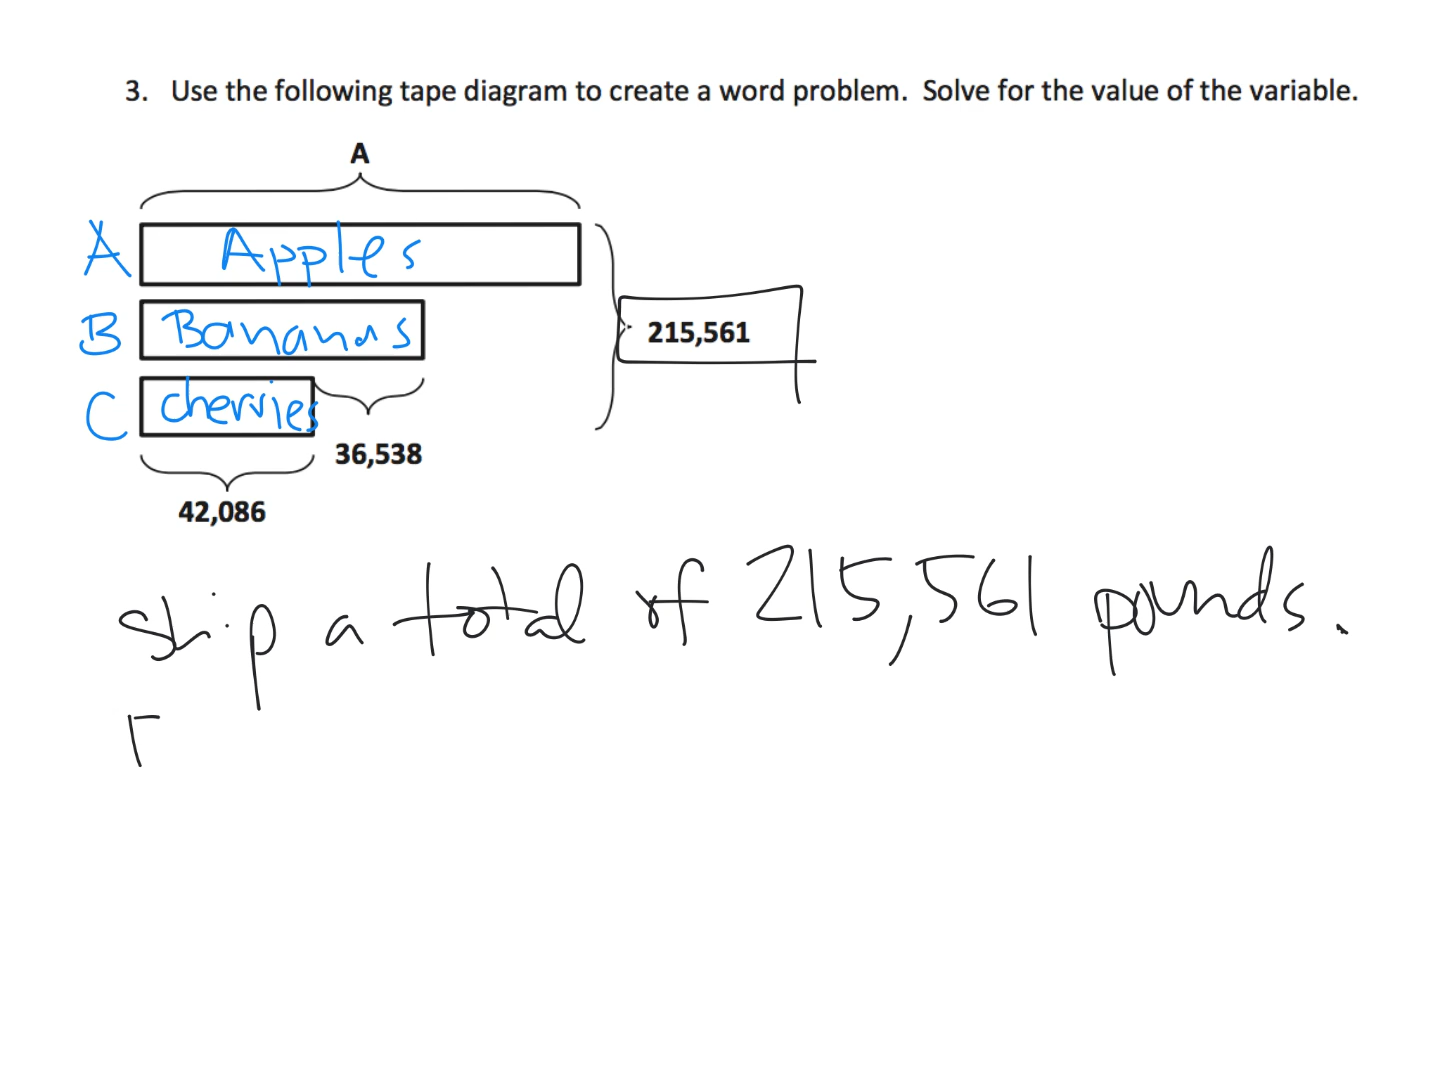 3. Use the following tape diagram to create a word problem. Solve for the value of the variable.
A
A Apples
B Bananas
215,561
C cherries
36,538
42,086
ship a total of 215,561 pounds.